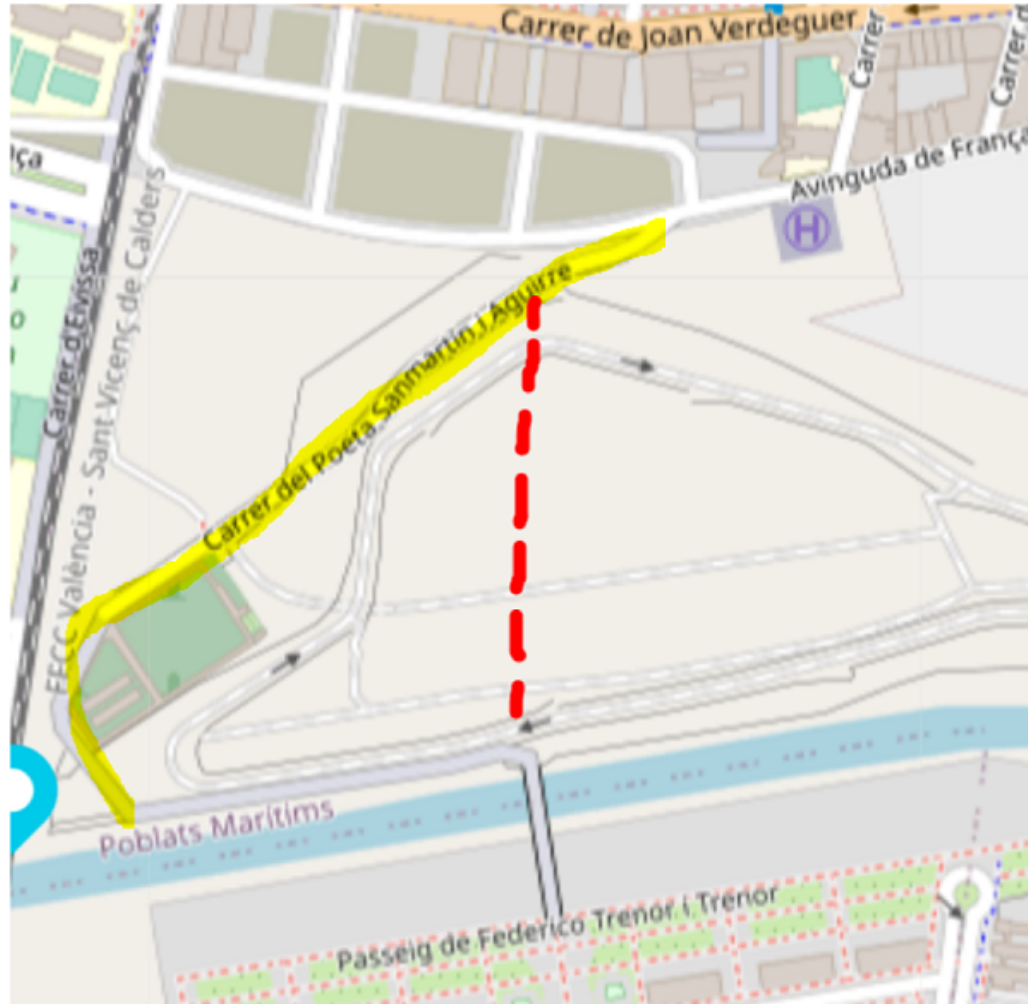 Carrer de Joan Verdeguer
Carrer
Carrer d
ça
Avinguda de França
H
Carrer d'Eivissa
FFCC València - Sant Vicenç de Calders
Carrer del Poeta Sanmartín i Aguirre
Poblats Marítims
Passeig de Federico Trenor i Trenor